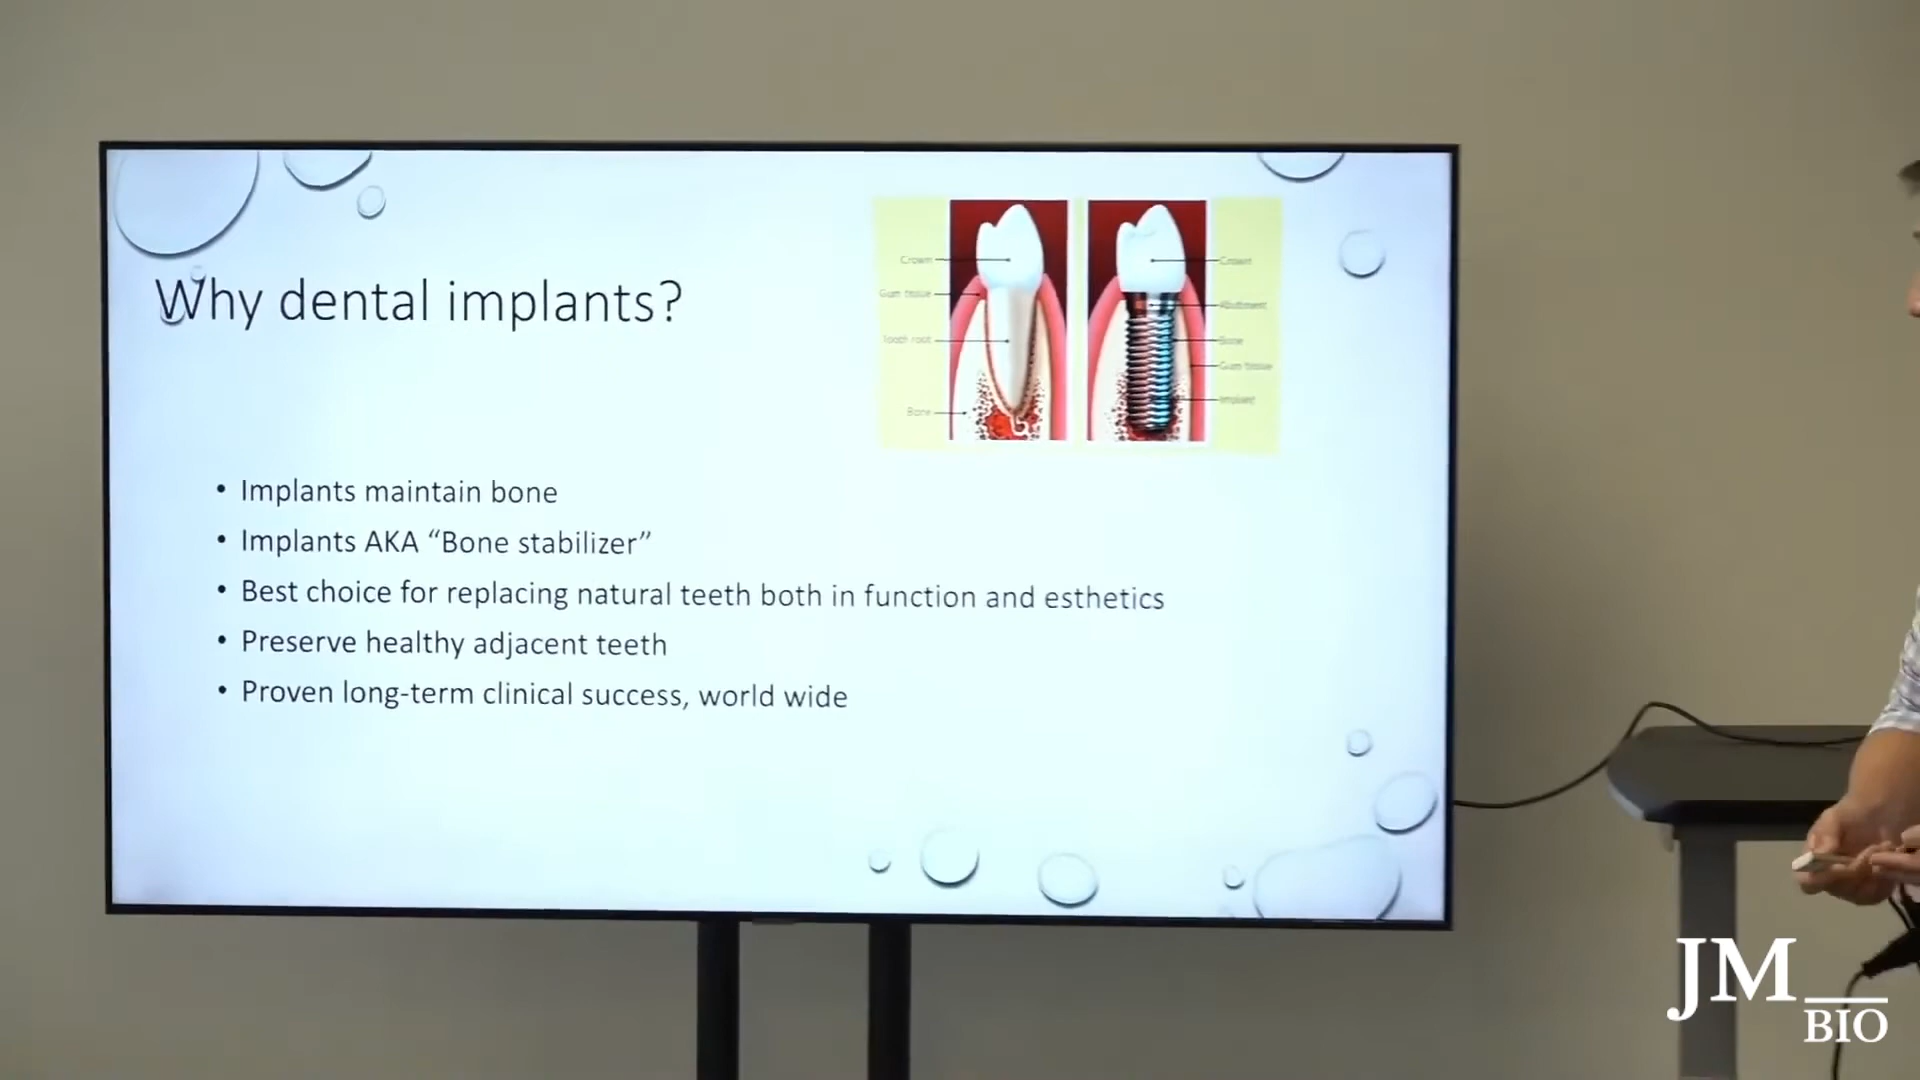 Why dental implants?
Crown
Gum tissue
Tooth root
Bone
Crown
Abutment
Bone
Gum tissue
Implant
• Implants maintain bone
• Implants AKA “Bone stabilizer”
• Best choice for replacing natural teeth both in function and esthetics
• Preserve healthy adjacent teeth
• Proven long-term clinical success, world wide
JM
BIO